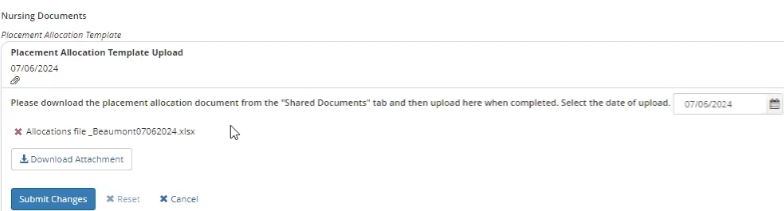 Nursing Documents
Placement Allocation Template
Placement Allocation Template Upload
07/06/2024
Please download the placement allocation document from the "Shared Documents" tab and then upload here when completed. Select the date of upload. 07/06/2024
Allocations file _Beaumont07062024.xlsx
Download Attachment
Submit Changes Reset Cancel